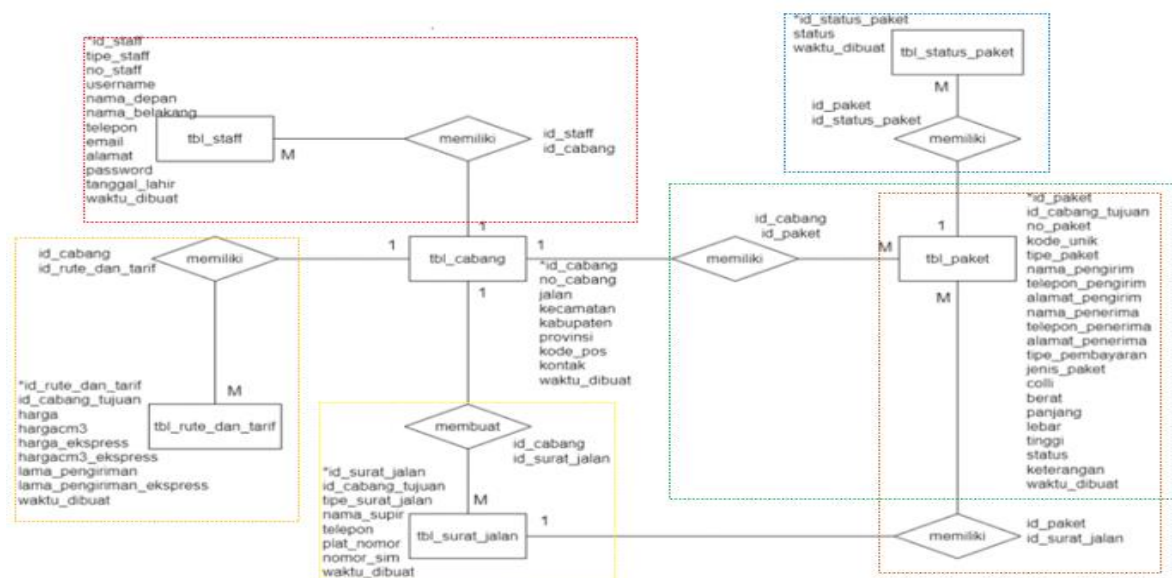 *id_staff
tipe_staff
no_staff
username
nama_depan
nama_belakang
telepon
email
alamat
password
tanggal_lahir
waktu_dibuat
tbl_staff
M
memiliki
id_staff
id_cabang
*id_status_paket
status
waktu_dibuat
tbl_status_paket
M
id_paket
id_status_paket
memiliki
1
id_cabang
id_rute_dan_tarif
memiliki
1
1
tbl_cabang
1
1
*id_cabang
no_cabang
jalan
kecamatan
kabupaten
provinsi
kode_pos
kontak
waktu_dibuat
id_cabang
id_paket
memiliki
M
tbl_paket
M
*id_paket
id_cabang_tujuan
no_paket
kode_unik
tipe_paket
nama_pengirim
telepon_pengirim
alamat_pengirim
nama_penerima
telepon_penerima
alamat_penerima
tipe_pembayaran
jenis_paket
colli
berat
panjang
lebar
tinggi
status
keterangan
waktu_dibuat
*id_rute_dan_tarif
id_cabang_tujuan
harga
hargacm3
harga_ekspress
hargacm3_ekspress
lama_pengiriman
lama_pengiriman_ekspress
waktu_dibuat
M
tbl_rute_dan_tarif
membuat
id_cabang
id_surat_jalan
*id_surat_jalan
id_cabang_tujuan
tipe_surat_jalan
nama_supir
telepon
plat_nomor
nomor_sim
waktu_dibuat
M
tbl_surat_jalan
1
memiliki
id_paket
id_surat_jalan